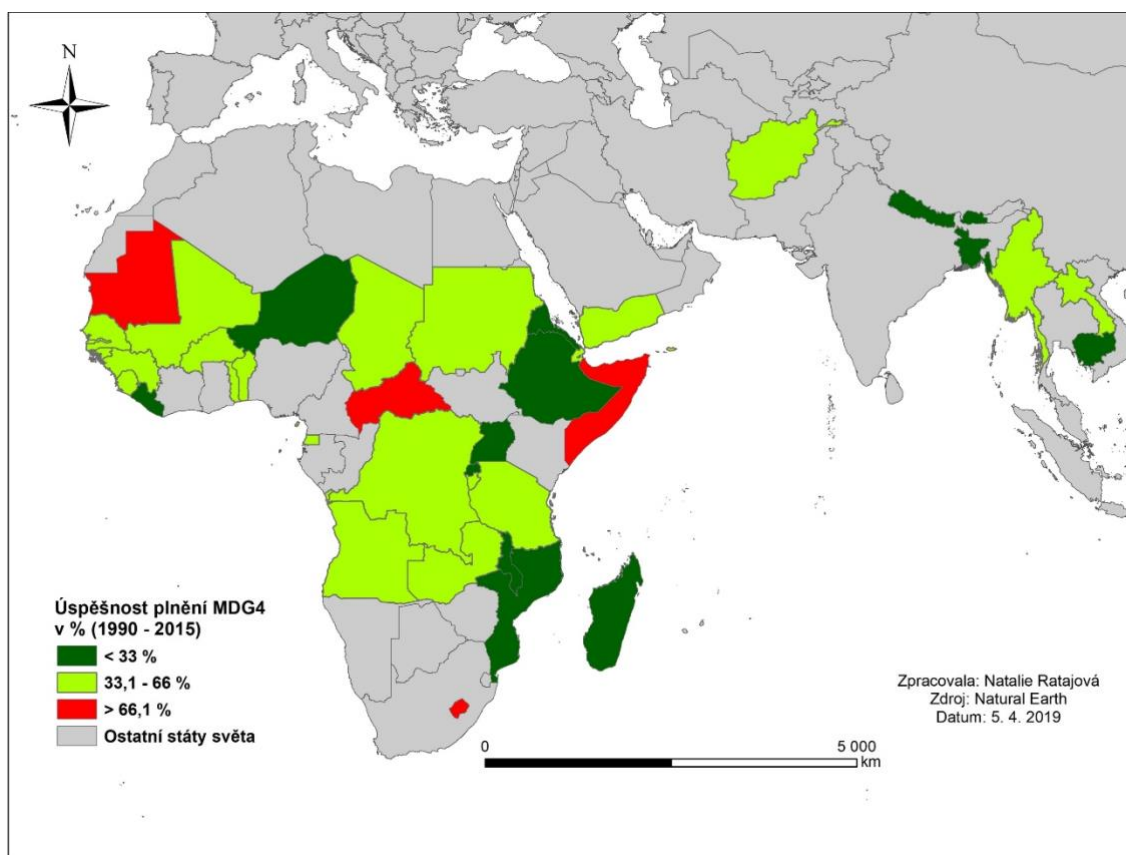 N
Úspěšnost plnění MDG4
v % (1990 - 2015)
< 33 %
33,1 - 66 %
> 66,1 %
Ostatní státy světa
Zpracovala: Natalie Ratajová
Zdroj: Natural Earth
Datum: 5. 4. 2019
0 5 000
km